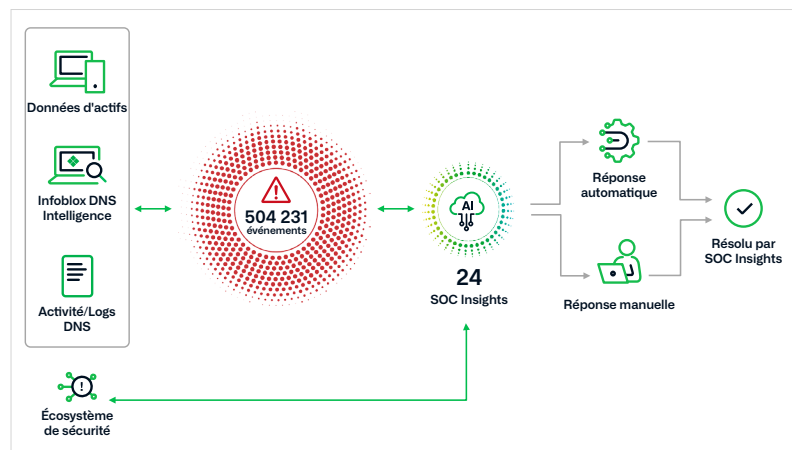 Données d'actifs
Infoblox DNS
Intelligence
Activité/Logs
DNS
Écosystème
de sécurité
504 231
événements
AI
24
SOC Insights
Réponse
automatique
Réponse manuelle
Résolu par
SOC Insights